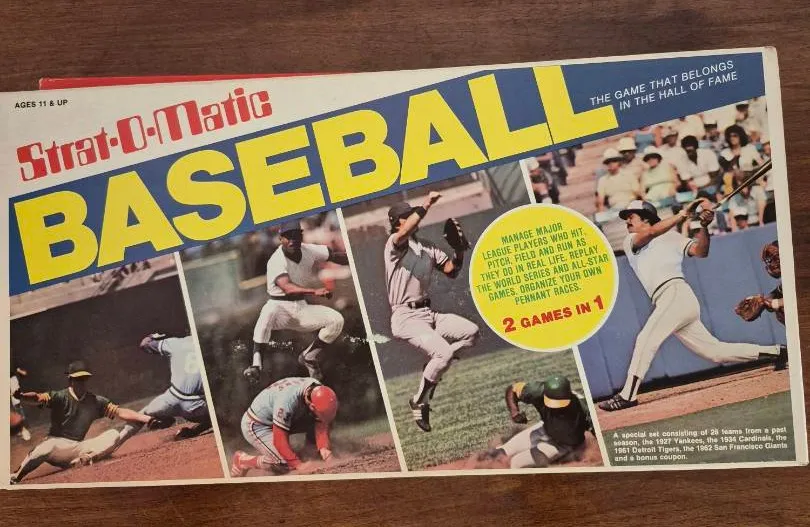 AGES 11 & UP
Strat-O-Matic
BASEBALL
THE GAME THAT BELONGS
IN THE HALL OF FAME
MANAGE MAJOR
LEAGUE PLAYERS WHO HIT,
PITCH, FIELD AND RUN AS
THEY DO IN REAL LIFE. REPLAY
THE WORLD SERIES AND ALL-STAR
GAMES. ORGANIZE YOUR OWN
PENNANT RACES.
2 GAMES IN 1
A special set consisting of 26 teams from a past
season, the 1927 Yankees, the 1934 Cardinals, the
1961 Detroit Tigers, the 1962 San Francisco Giants
and a bonus coupon.